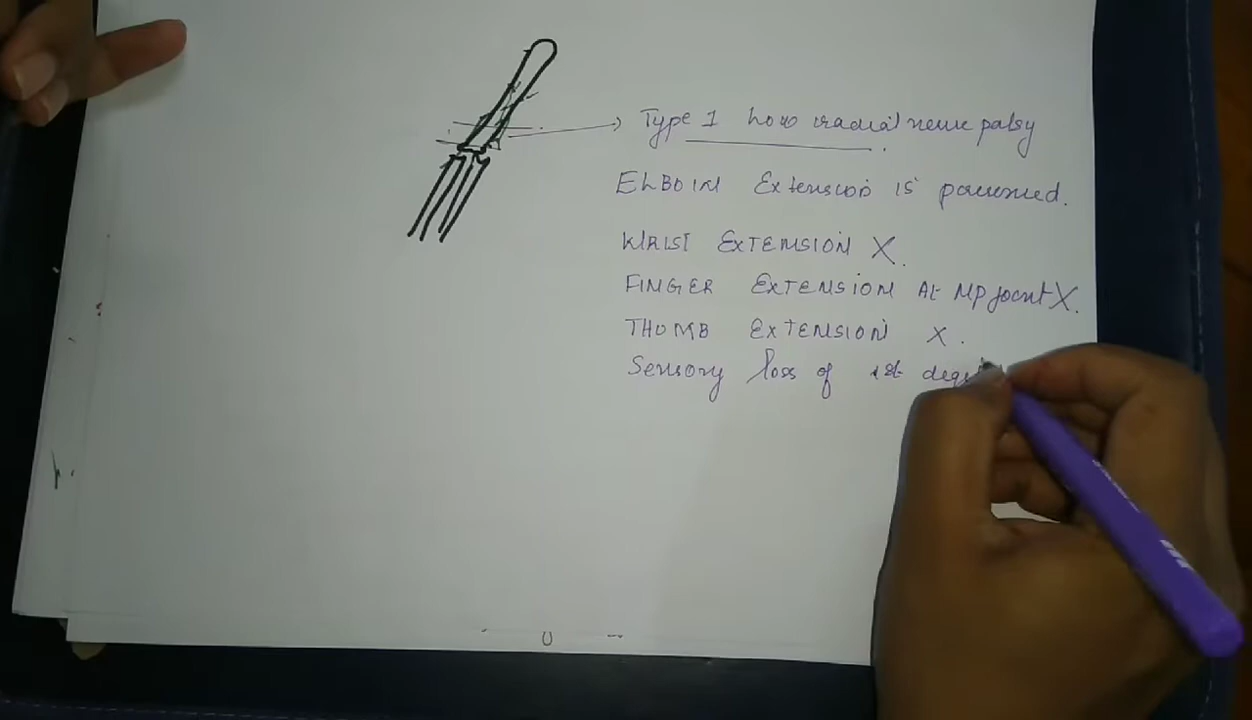 Type 1 low radial nerve palsy
ELBOW Extension is
WRIST EXTENSION X.
FINGER EXTENSION At MP joint X.
THUMB EXTENSION X.
Sensory loss of 1st